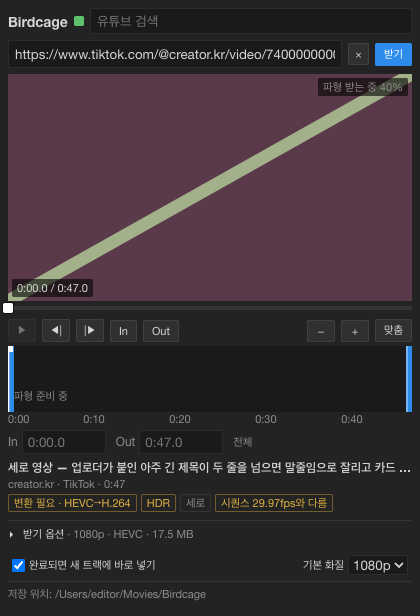 Birdcage 유튜브 검색
https://www.tiktok.com/@creator.kr/video/7400000000 × 받기
파형 받는 중 40%
0:00.0 / 0:47.0
In Out − + 맞춤
파형 준비 중
0:00 0:10 0:20 0:30 0:40
In 0:00.0 Out 0:47.0 전체
세로 영상 — 업로더가 붙인 아주 긴 제목이 두 줄을 넘으면 말줄임으로 잘리고 카드 ...
creator.kr · TikTok · 0:47
변환 필요 · HEVC→H.264 HDR 세로 시퀀스 29.97fps와 다름
받기 옵션 · 1080p · HEVC · 17.5 MB
완료되면 새 트랙에 바로 넣기 기본 화질 1080p
저장 위치: /Users/editor/Movies/Birdcage